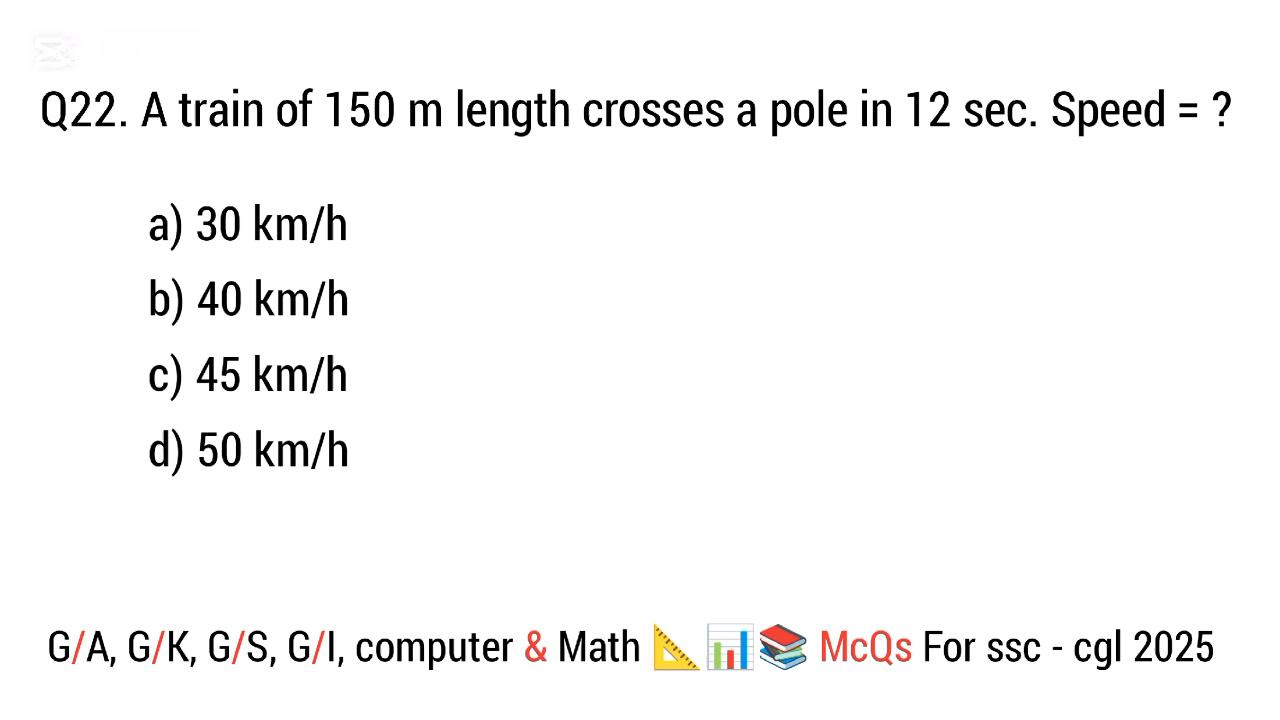 Q22. A train of 150 m length crosses a pole in 12 sec. Speed = ?
a) 30 km/h
b) 40 km/h
c) 45 km/h
d) 50 km/h
G/A, G/K, G/S, G/I, computer & Math 📐📊📚 McQs For ssc - cgl 2025